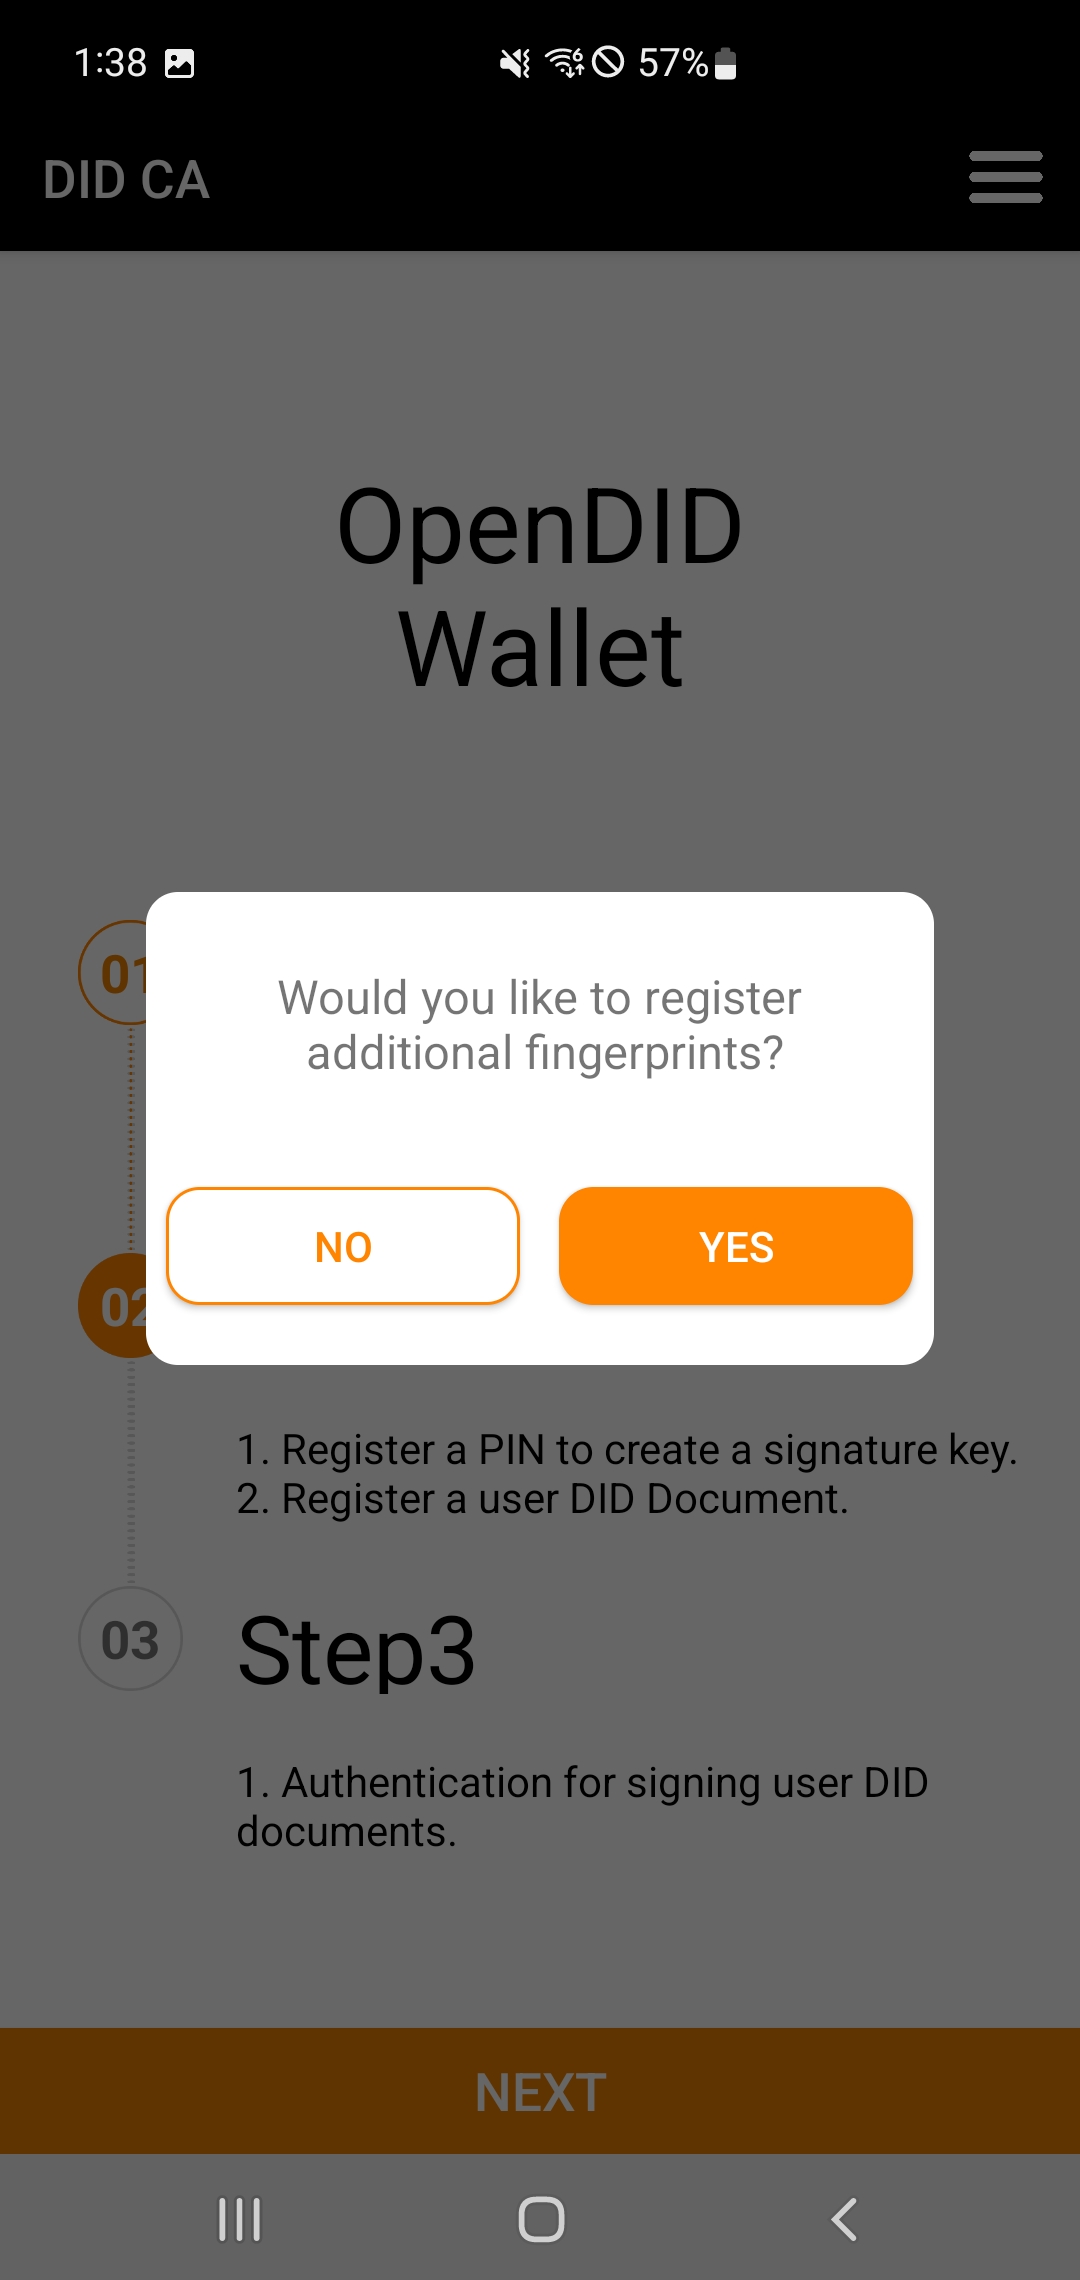 1:38
57%
DID CA
OpenDID
Wallet
01
Would you like to register
additional fingerprints?
NO
YES
02
1. Register a PIN to create a signature key.
2. Register a user DID Document.
03
Step3
1. Authentication for signing user DID
documents.
NEXT